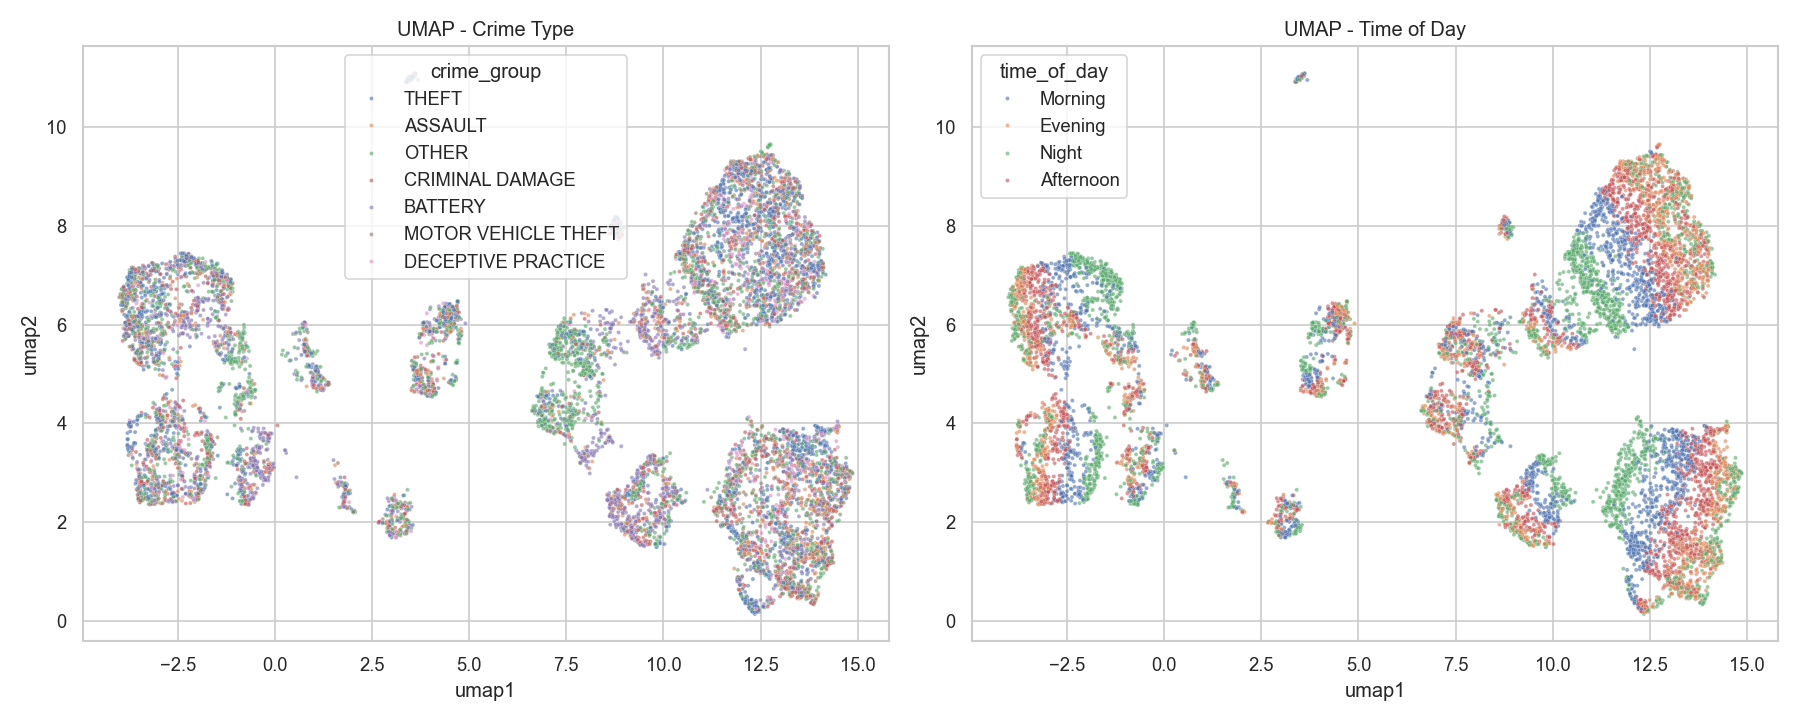 UMAP - Crime Type
crime_group
THEFT
ASSAULT
OTHER
CRIMINAL DAMAGE
BATTERY
MOTOR VEHICLE THEFT
DECEPTIVE PRACTICE
10
8
6
4
2
0
umap2
−2.5 0.0 2.5 5.0 7.5 10.0 12.5 15.0
umap1
UMAP - Time of Day
time_of_day
Morning
Evening
Night
Afternoon
10
8
6
4
2
0
umap2
−2.5 0.0 2.5 5.0 7.5 10.0 12.5 15.0
umap1